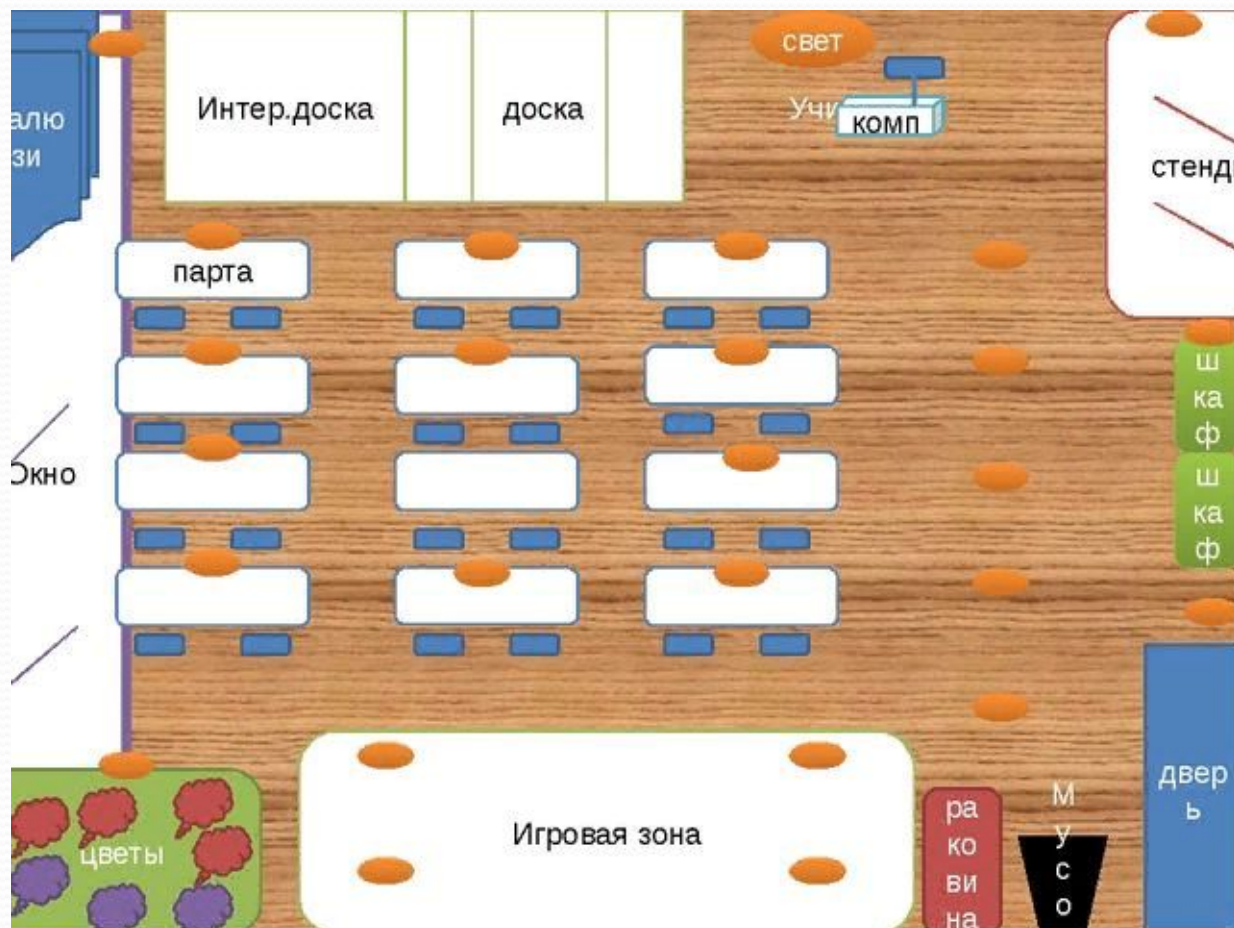 свет
Интер.доска
доска
Учи
комп
алю
зи
стенд
парта
ш
ка
ф
Окно
ш
ка
ф
двер
ь
Игровая зона
цветы
ра
ко
ви
на
М
у
с
о